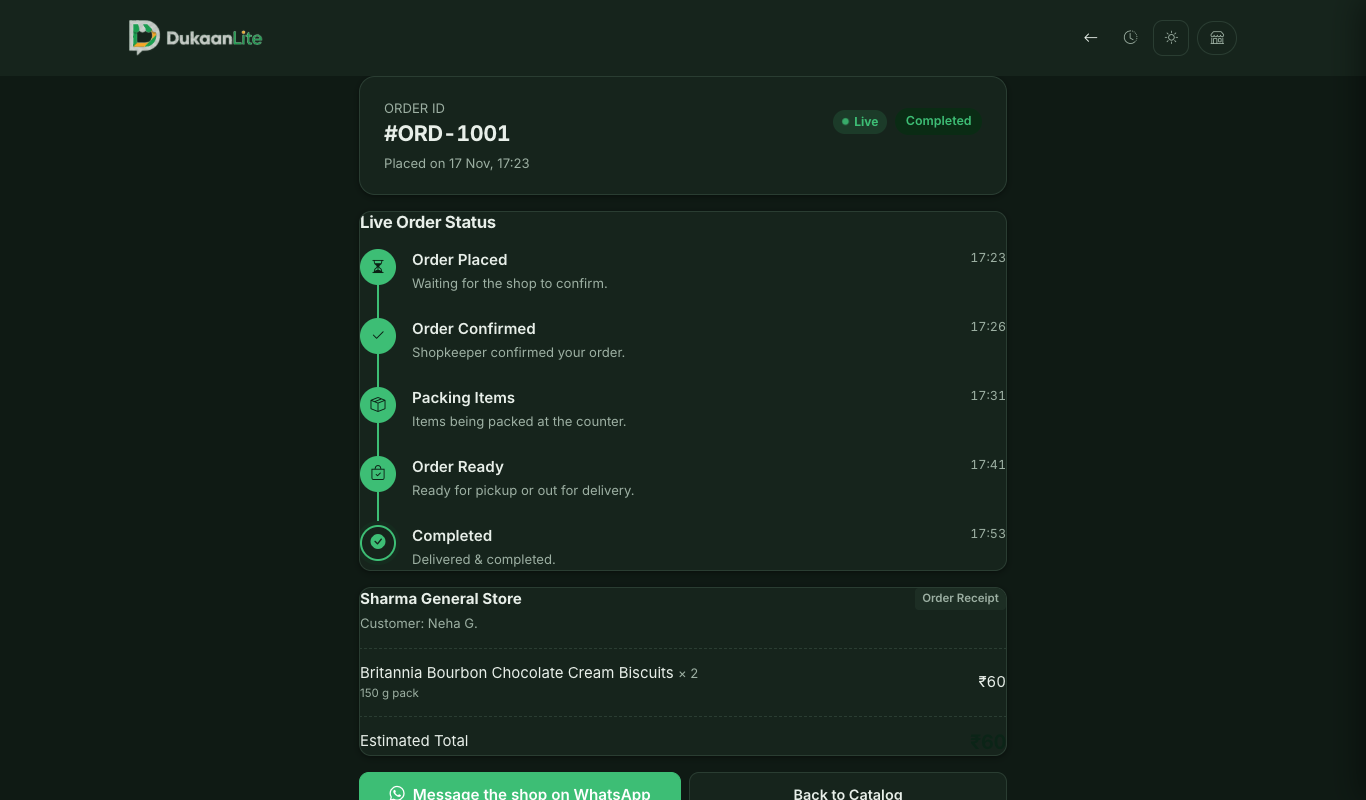 DukaanLite
ORDER ID
#ORD-1001
Placed on 17 Nov, 17:23
Live
Completed
Live Order Status
Order Placed
17:23
Waiting for the shop to confirm.
Order Confirmed
17:26
Shopkeeper confirmed your order.
Packing Items
17:31
Items being packed at the counter.
Order Ready
17:41
Ready for pickup or out for delivery.
Completed
17:53
Delivered & completed.
Sharma General Store
Order Receipt
Customer: Neha G.
Britannia Bourbon Chocolate Cream Biscuits × 2
₹60
150 g pack
Estimated Total
₹60
Message the shop on WhatsApp
Back to Catalog